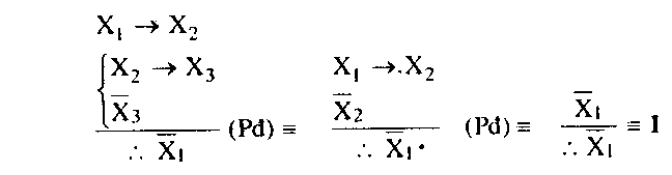 X₁ → X₂
{X₂ → X₃ X₁ →.X₂
X̅₃ (Pd) ≡ X̅₂ (Pd) ≡ X̅₁ ≡ 1
∴ X̅₁ ∴ X̅₁• ∴ X̅₁